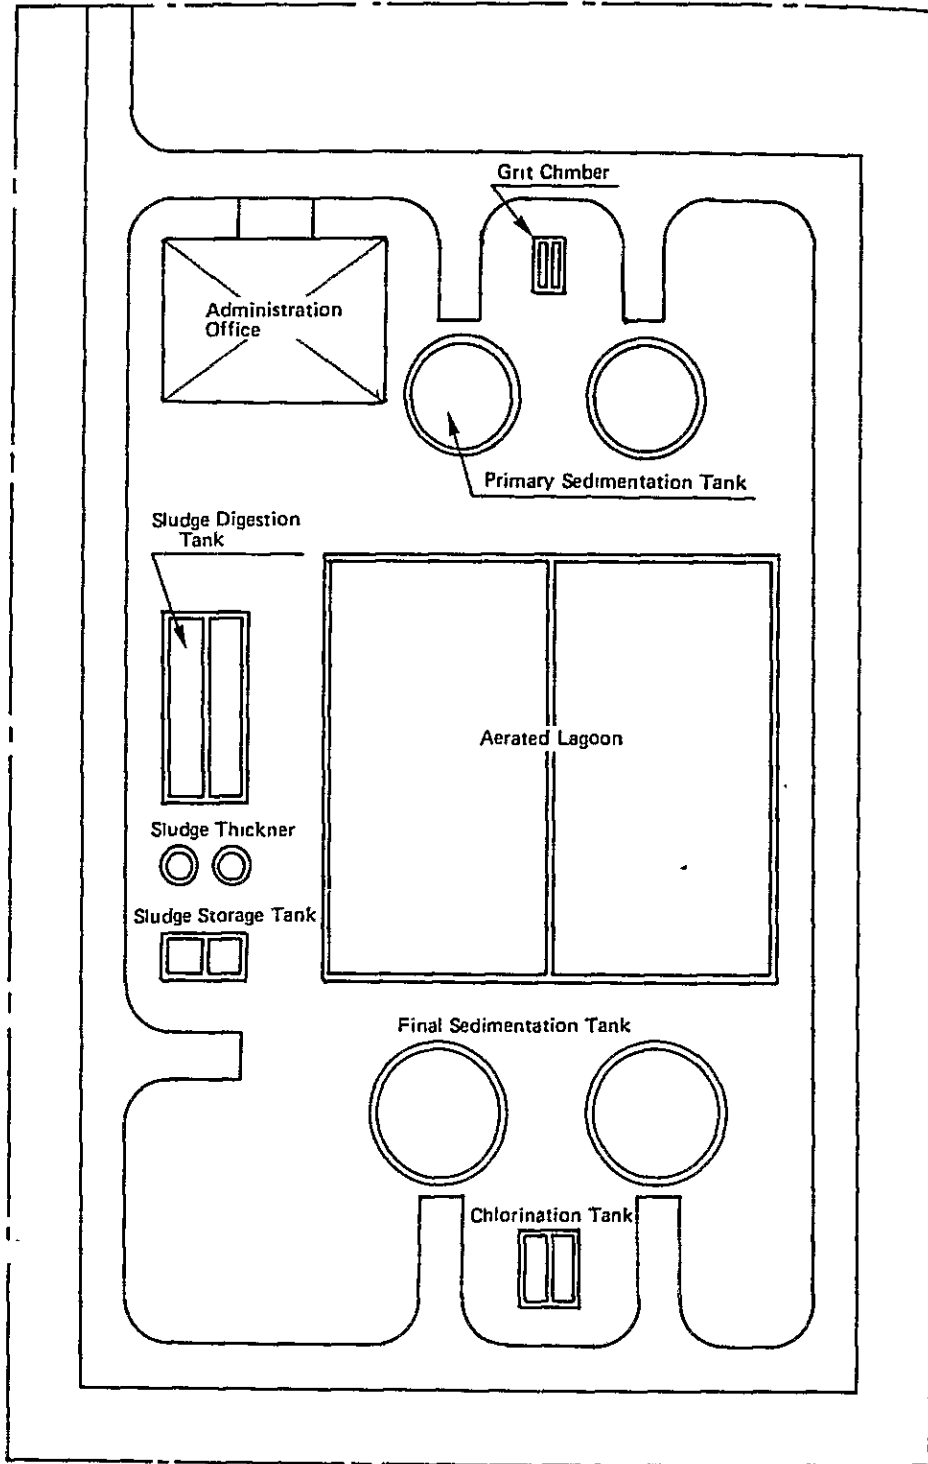 Grit Chmber
Administration
Office
Primary Sedimentation Tank
Sludge Digestion
Tank
Aerated Lagoon
Sludge Thickner
Sludge Storage Tank
Final Sedimentation Tank
Chlorination Tank